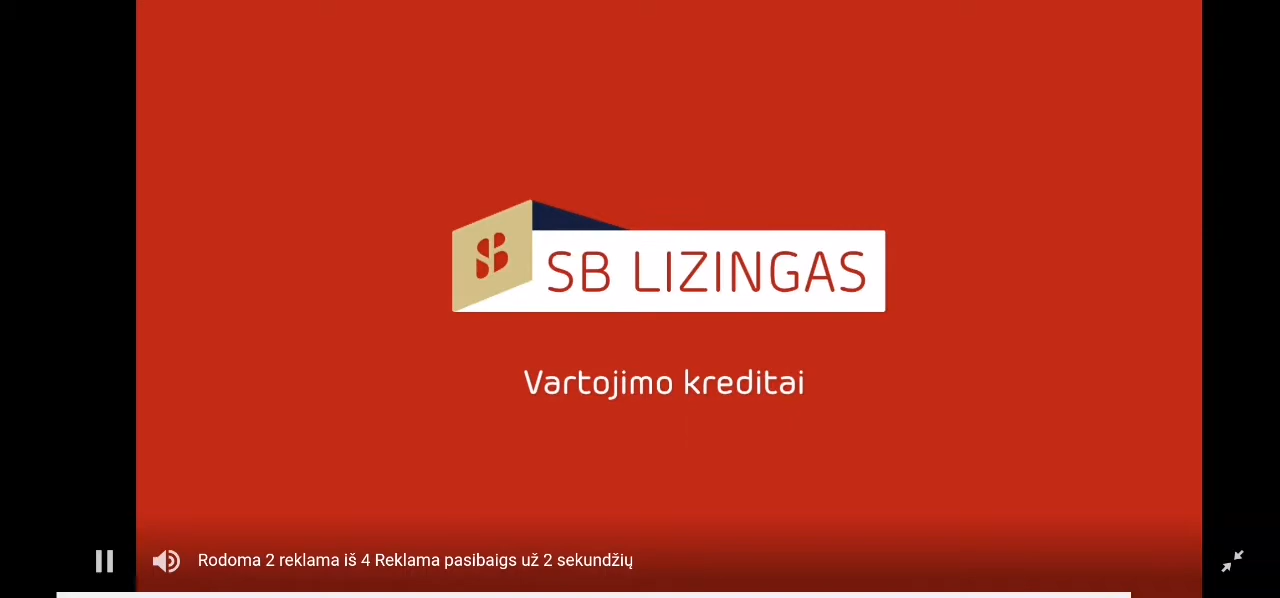 SB LIZINGAS
Vartojimo kreditai
Rodoma 2 reklama iš 4 Reklama pasibaigs už 2 sekundžių